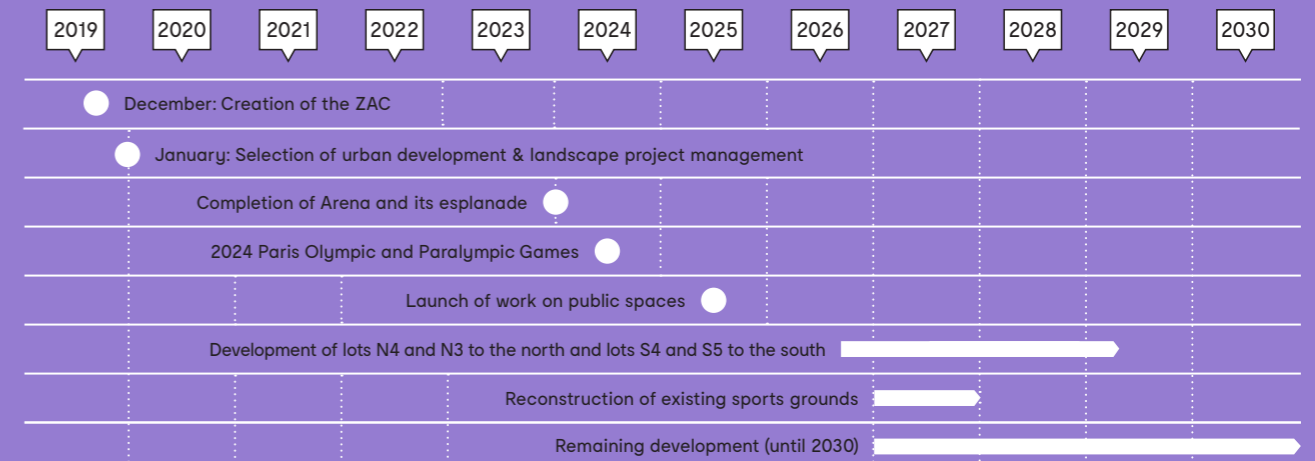 2019 2020 2021 2022 2023 2024 2025 2026 2027 2028 2029 2030
December: Creation of the ZAC
January: Selection of urban development & landscape project management
Completion of Arena and its esplanade
2024 Paris Olympic and Paralympic Games
Launch of work on public spaces
Development of lots N4 and N3 to the north and lots S4 and S5 to the south
Reconstruction of existing sports grounds
Remaining development (until 2030)